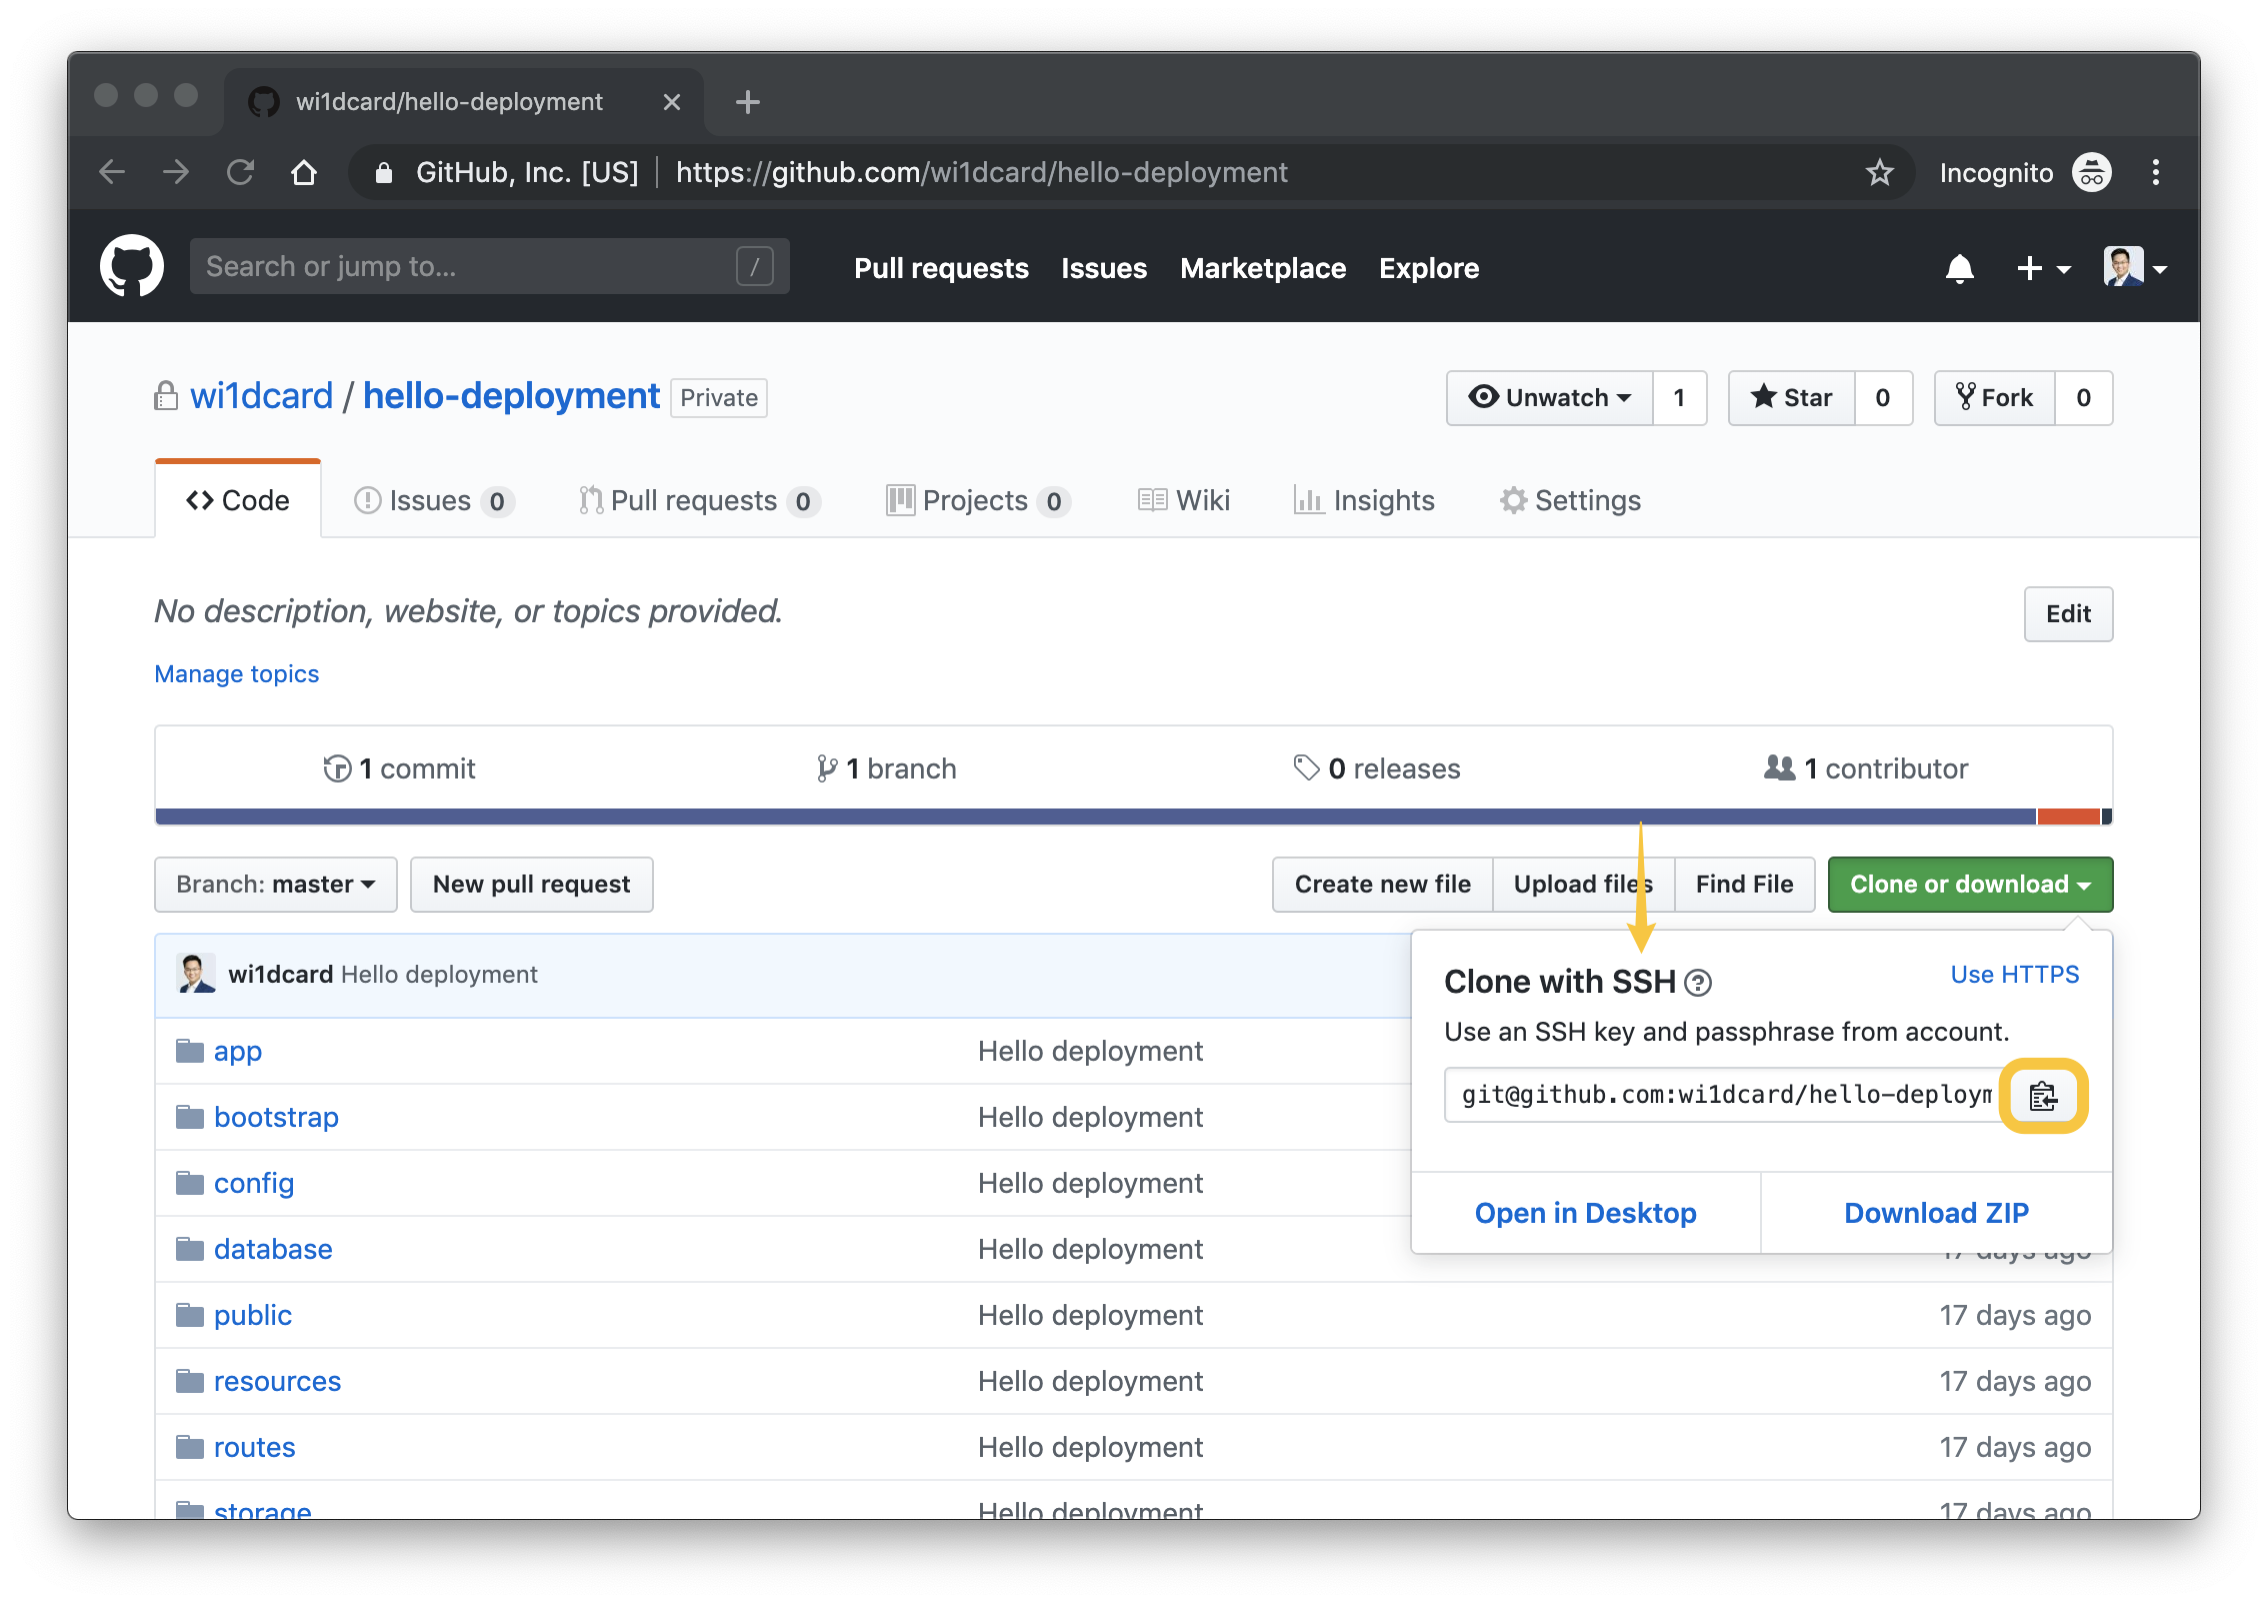 wi1dcard/hello-deployment
GitHub, Inc. [US] https://github.com/wi1dcard/hello-deployment Incognito
Search or jump to... / Pull requests Issues Marketplace Explore
wi1dcard / hello-deployment Private Unwatch 1 Star 0 Fork 0
Code Issues 0 Pull requests 0 Projects 0 Wiki Insights Settings
No description, website, or topics provided. Edit
Manage topics
1 commit 1 branch 0 releases 1 contributor
Branch: master New pull request Create new file Upload files Find File Clone or download
wi1dcard Hello deployment
Clone with SSH ? Use HTTPS
Use an SSH key and passphrase from account.
git@github.com:wi1dcard/hello-deploym
Open in Desktop Download ZIP
app Hello deployment
bootstrap Hello deployment
config Hello deployment
database Hello deployment 17 days ago
public Hello deployment 17 days ago
resources Hello deployment 17 days ago
routes Hello deployment 17 days ago
storage Hello deployment 17 days ago